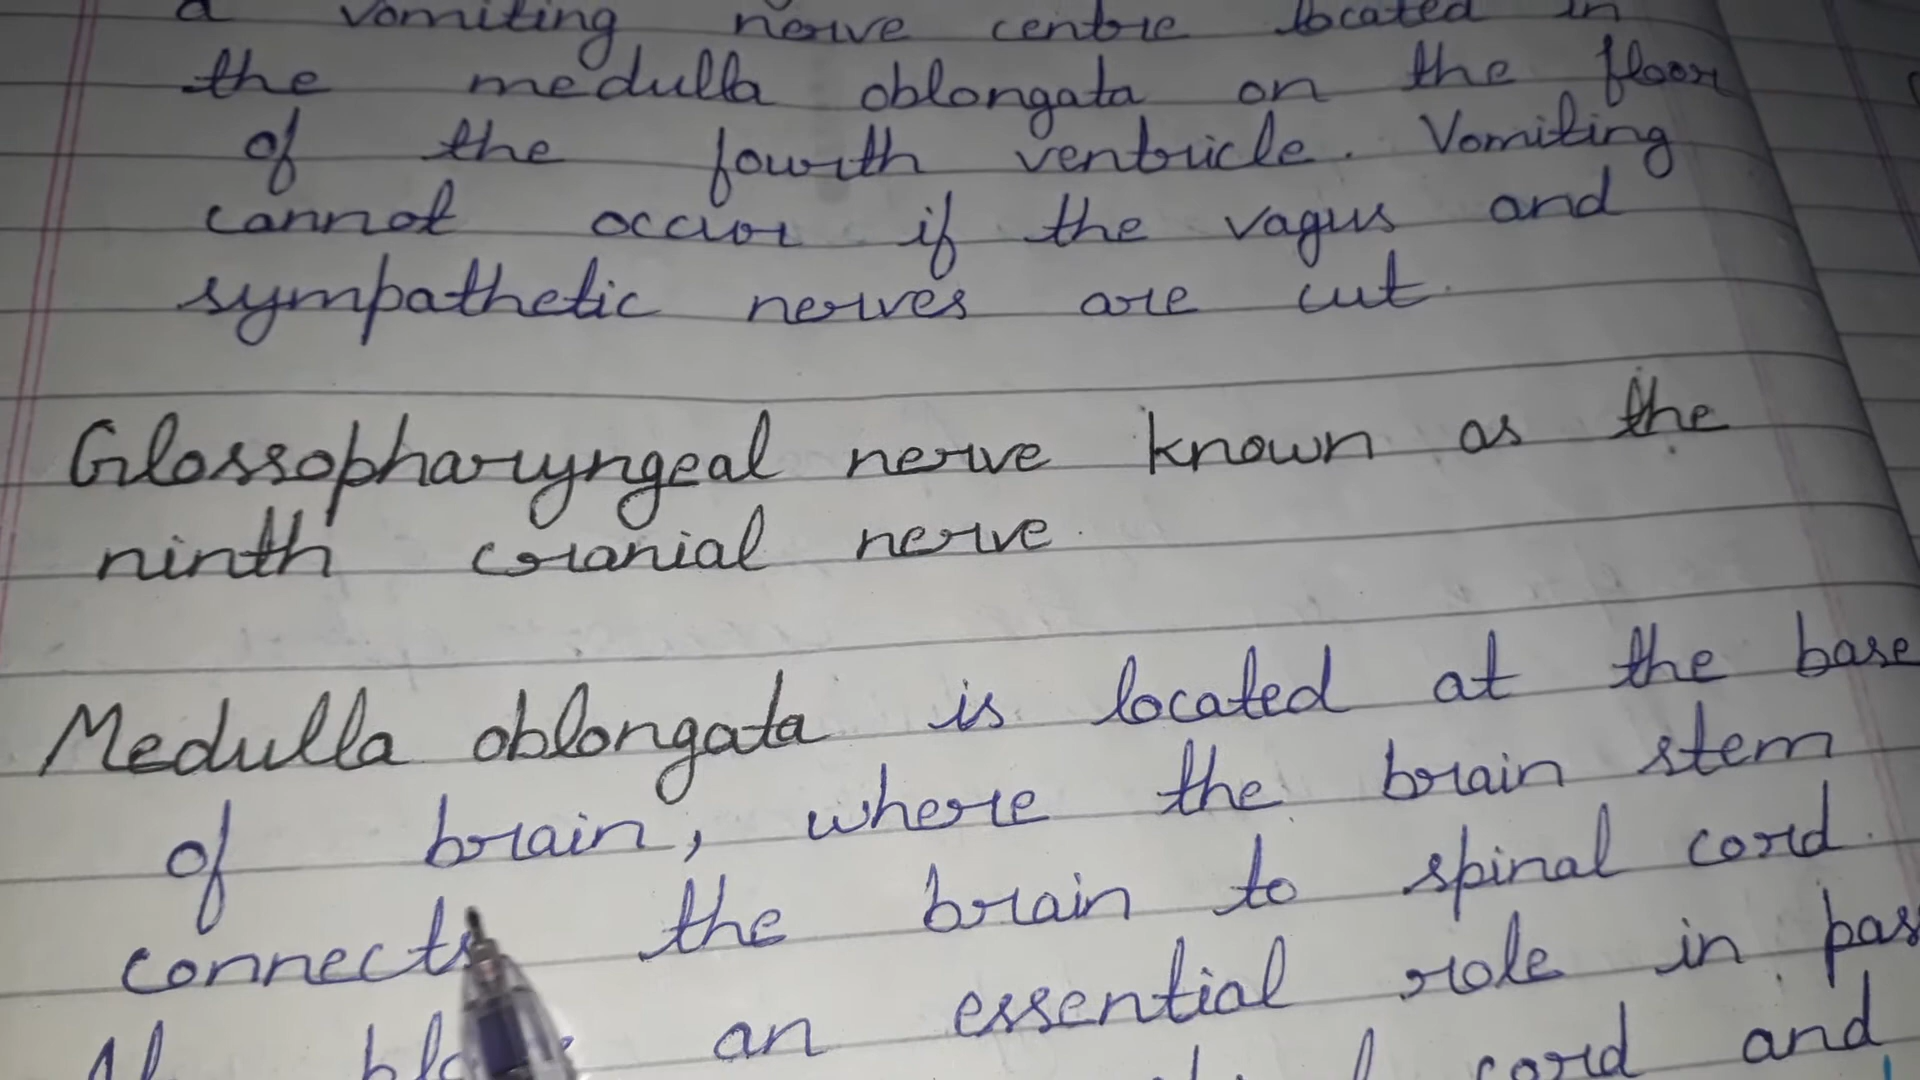 a vomiting nerve centre located in
the medulla oblongata on the floor
of the fourth ventricle. Vomiting
cannot occur if the vagus and
sympathetic nerves are cut.
Glossopharyngeal nerve known as the
ninth cranial nerve.
Medulla oblongata is located at the base
of brain, where the brain stem
connects the brain to spinal cord.
an essential role in pas
cord and